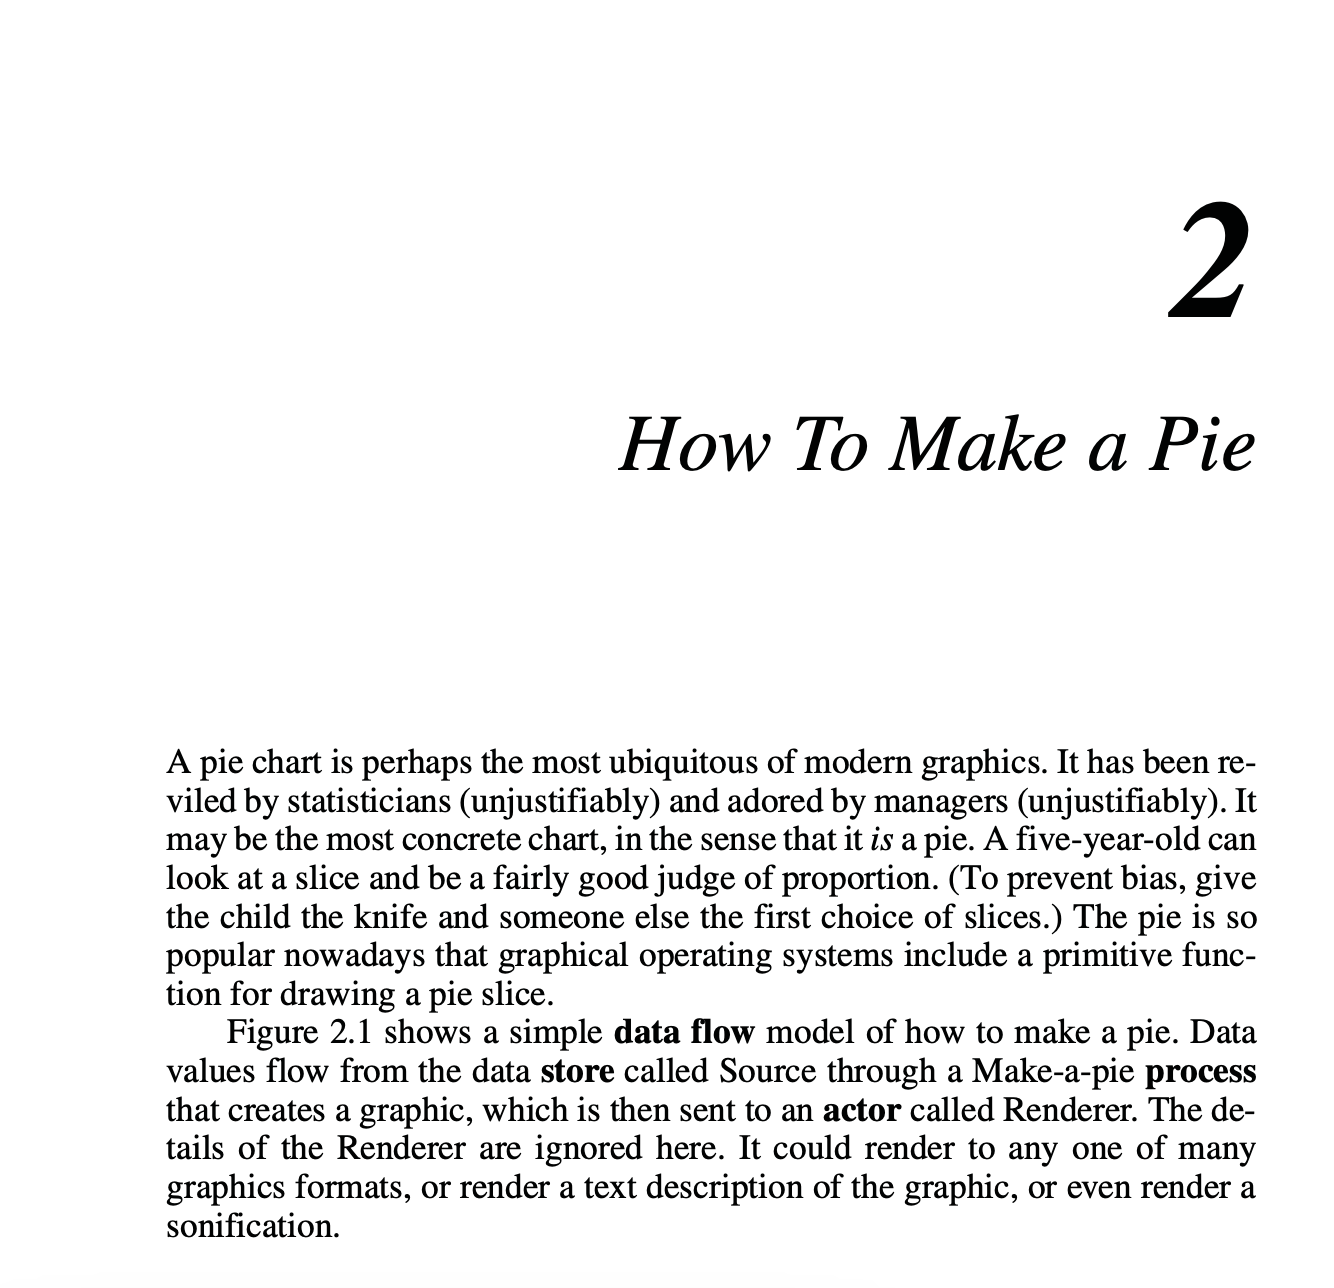 2
How To Make a Pie
A pie chart is perhaps the most ubiquitous of modern graphics. It has been re-
viled by statisticians (unjustifiably) and adored by managers (unjustifiably). It
may be the most concrete chart, in the sense that it is a pie. A five-year-old can
look at a slice and be a fairly good judge of proportion. (To prevent bias, give
the child the knife and someone else the first choice of slices.) The pie is so
popular nowadays that graphical operating systems include a primitive func-
tion for drawing a pie slice.
Figure 2.1 shows a simple data flow model of how to make a pie. Data
values flow from the data store called Source through a Make-a-pie process
that creates a graphic, which is then sent to an actor called Renderer. The de-
tails of the Renderer are ignored here. It could render to any one of many
graphics formats, or render a text description of the graphic, or even render a
sonification.